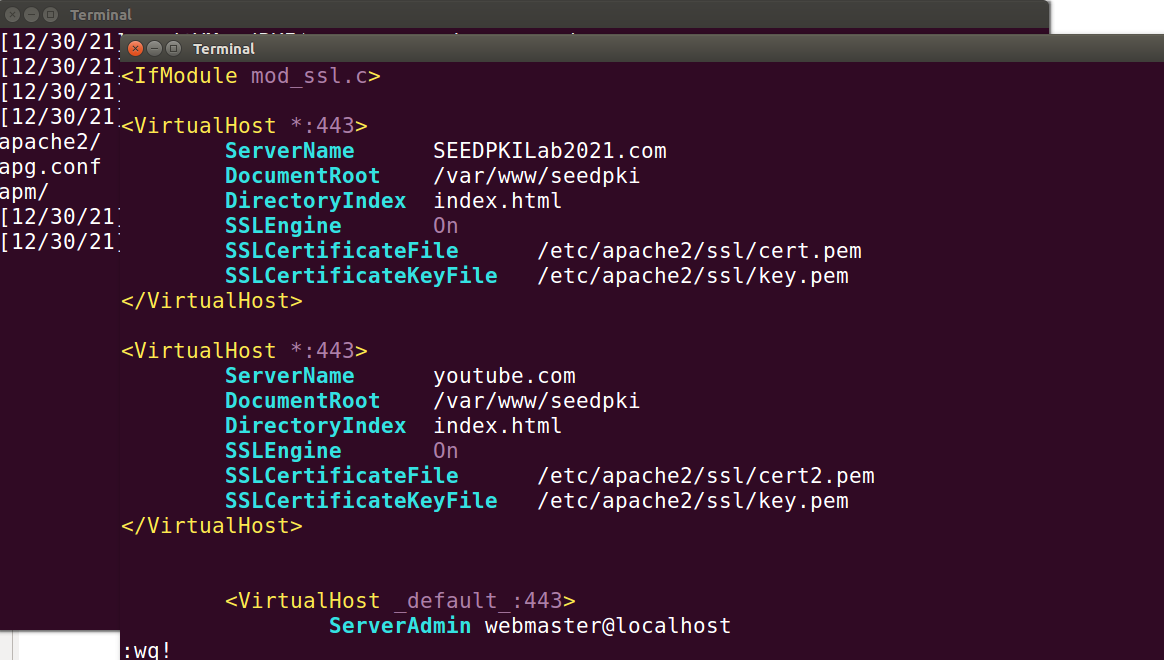 Terminal
[12/30/21]
[12/30/21]
[12/30/21]
[12/30/21]
apache2/
apg.conf
apm/
[12/30/21]
[12/30/21]
Terminal
<IfModule mod_ssl.c>
<VirtualHost *:443>
ServerName SEEDPKILab2021.com
DocumentRoot /var/www/seedpki
DirectoryIndex index.html
SSLEngine On
SSLCertificateFile /etc/apache2/ssl/cert.pem
SSLCertificateKeyFile /etc/apache2/ssl/key.pem
</VirtualHost>
<VirtualHost *:443>
ServerName youtube.com
DocumentRoot /var/www/seedpki
DirectoryIndex index.html
SSLEngine On
SSLCertificateFile /etc/apache2/ssl/cert2.pem
SSLCertificateKeyFile /etc/apache2/ssl/key.pem
</VirtualHost>
<VirtualHost _default_:443>
ServerAdmin webmaster@localhost
:wq!